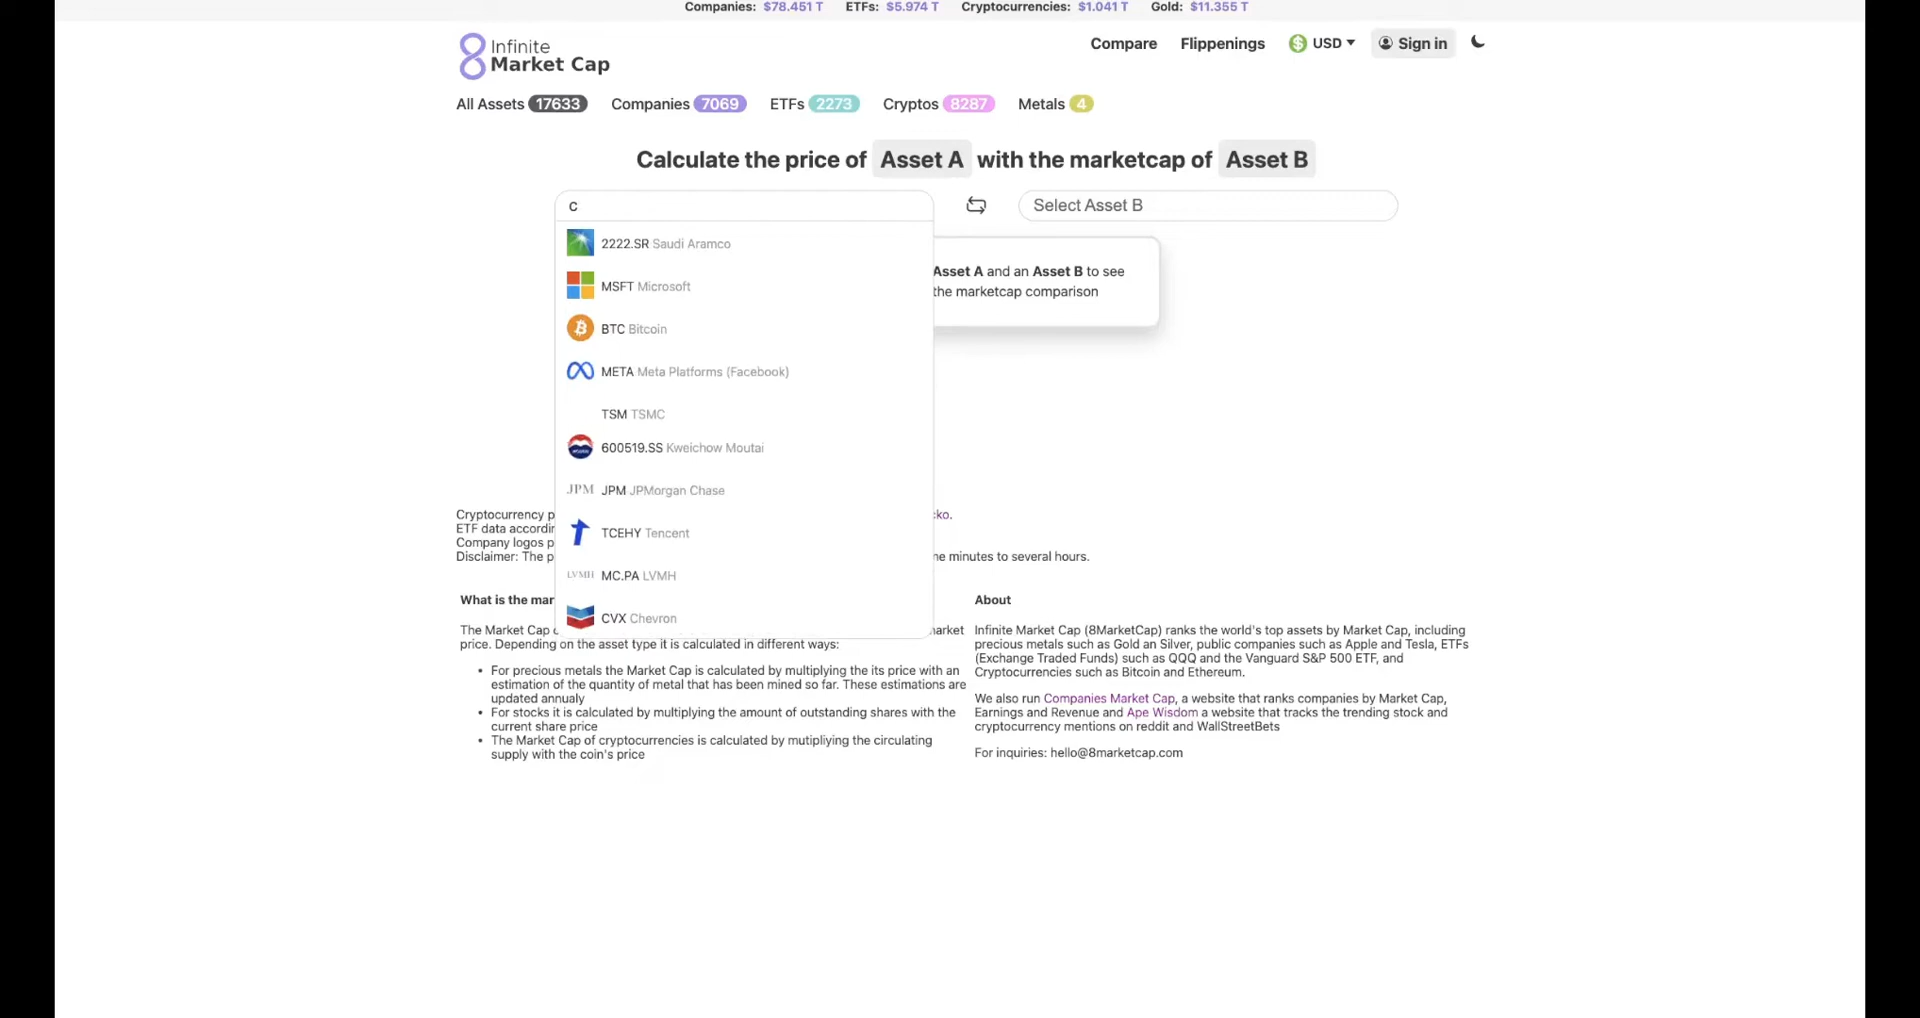 Companies: $78.451 T ETFs: $5.974 T Cryptocurrencies: $1.041 T Gold: $11.355 T
Infinite
Market Cap
Compare Flippenings USD Sign in
All Assets 17633 Companies 7069 ETFs 2273 Cryptos 8287 Metals 4
Calculate the price of Asset A with the marketcap of Asset B
c
Select Asset B
2222.SR Saudi Aramco
MSFT Microsoft
BTC Bitcoin
META Meta Platforms (Facebook)
TSM TSMC
600519.SS Kweichow Moutai
JPM JPM JPMorgan Chase
TCEHY Tencent
LVMH MC.PA LVMH
CVX Chevron
Asset A and an Asset B to see
the marketcap comparison
Cryptocurrency p
cko.
ETF data accordin
Company logos p
Disclaimer: The p
ne minutes to several hours.
What is the mar
The Market Cap o
market
price. Depending on the asset type it is calculated in different ways:
• For precious metals the Market Cap is calculated by multiplying the its price with an
estimation of the quantity of metal that has been mined so far. These estimations are
updated annualy
• For stocks it is calculated by multiplying the amount of outstanding shares with the
current share price
• The Market Cap of cryptocurrencies is calculated by mutipliying the circulating
supply with the coin's price
About
Infinite Market Cap (8MarketCap) ranks the world's top assets by Market Cap, including
precious metals such as Gold an Silver, public companies such as Apple and Tesla, ETFs
(Exchange Traded Funds) such as QQQ and the Vanguard S&P 500 ETF, and
Cryptocurrencies such as Bitcoin and Ethereum.
We also run Companies Market Cap, a website that ranks companies by Market Cap,
Earnings and Revenue and Ape Wisdom a website that tracks the trending stock and
cryptocurrency mentions on reddit and WallStreetBets
For inquiries: hello@8marketcap.com